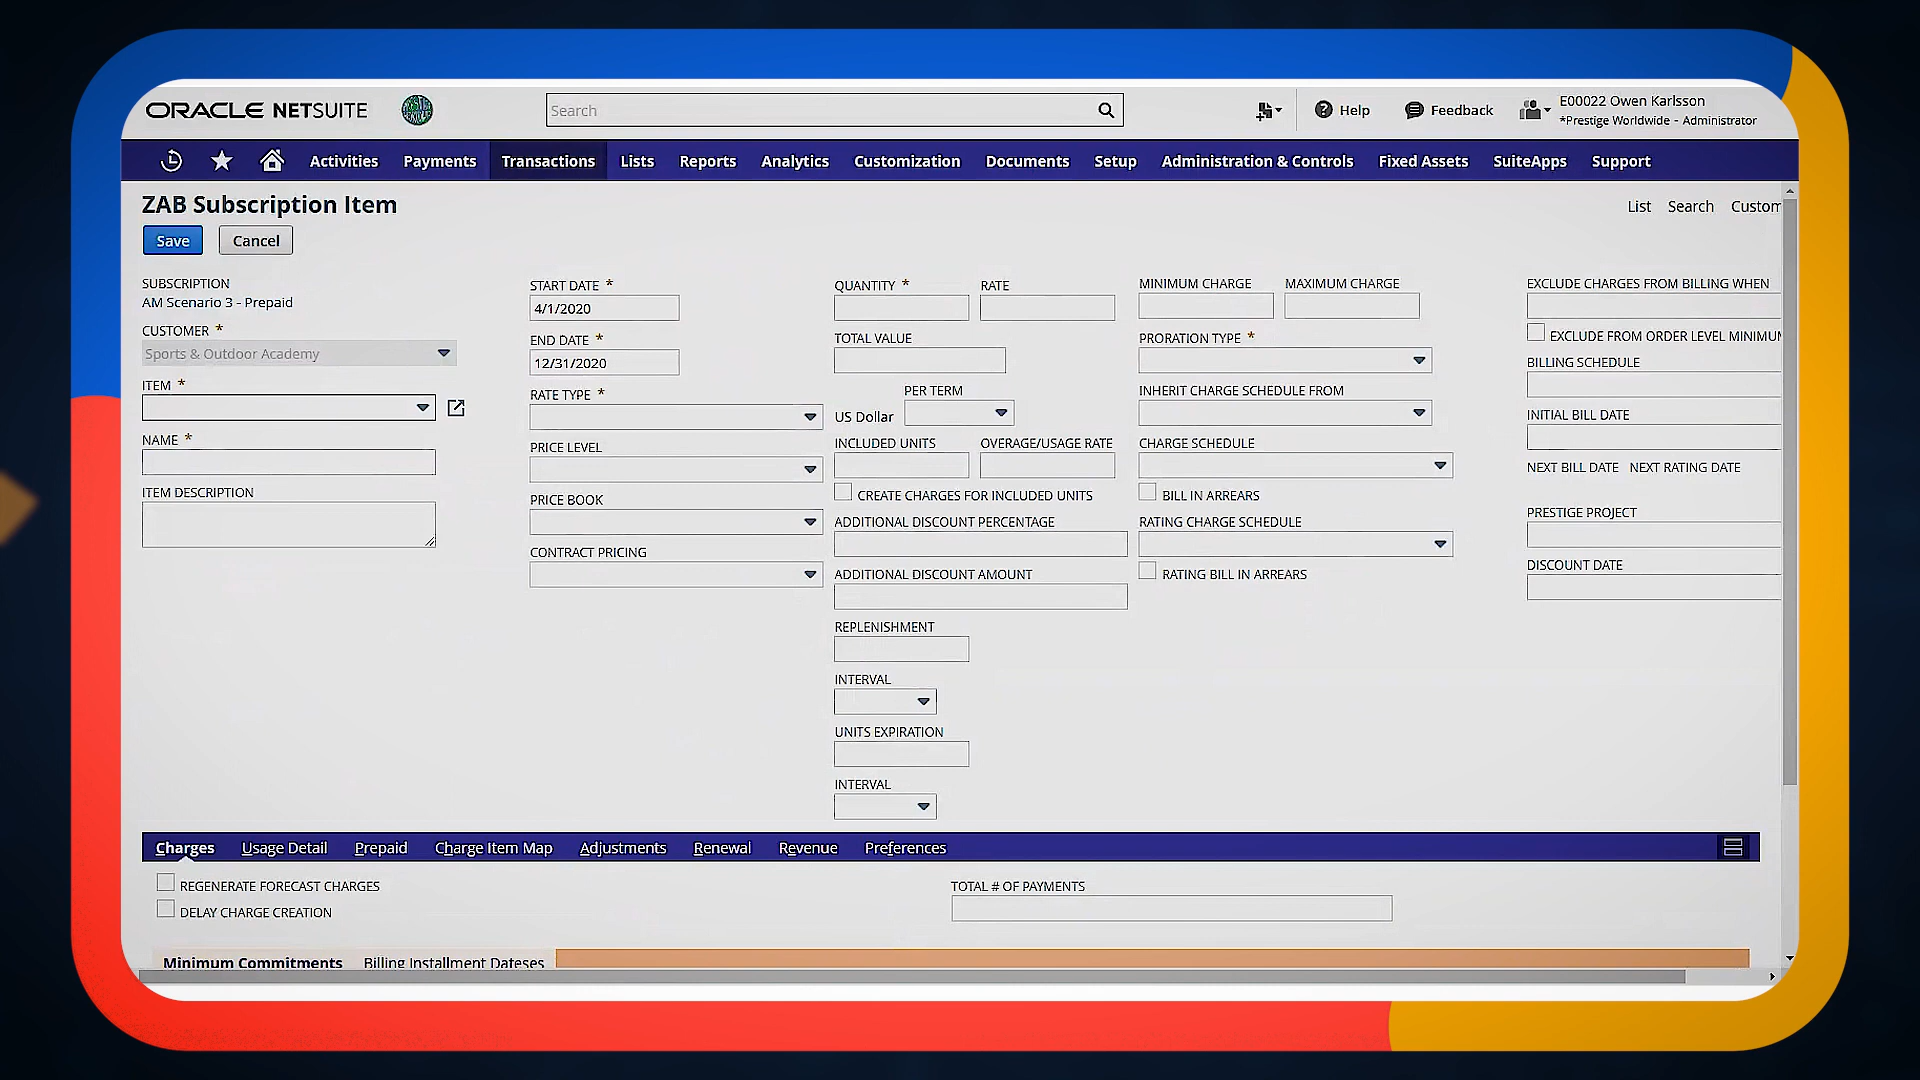 ORACLE NETSUITE
Search
Help
Feedback
E00022 Owen Karlsson
*Prestige Worldwide - Administrator
Activities
Payments
Transactions
Lists
Reports
Analytics
Customization
Documents
Setup
Administration & Controls
Fixed Assets
SuiteApps
Support
ZAB Subscription Item
List
Search
Custom
Save
Cancel
SUBSCRIPTION
AM Scenario 3 - Prepaid
CUSTOMER *
Sports & Outdoor Academy
ITEM *
NAME *
ITEM DESCRIPTION
START DATE *
4/1/2020
END DATE *
12/31/2020
RATE TYPE *
PRICE LEVEL
PRICE BOOK
CONTRACT PRICING
QUANTITY *
RATE
TOTAL VALUE
PER TERM
US Dollar
INCLUDED UNITS
OVERAGE/USAGE RATE
CREATE CHARGES FOR INCLUDED UNITS
ADDITIONAL DISCOUNT PERCENTAGE
ADDITIONAL DISCOUNT AMOUNT
REPLENISHMENT
INTERVAL
UNITS EXPIRATION
INTERVAL
MINIMUM CHARGE
MAXIMUM CHARGE
PRORATION TYPE *
INHERIT CHARGE SCHEDULE FROM
CHARGE SCHEDULE
BILL IN ARREARS
RATING CHARGE SCHEDULE
RATING BILL IN ARREARS
EXCLUDE CHARGES FROM BILLING WHEN
EXCLUDE FROM ORDER LEVEL MINIMUM
BILLING SCHEDULE
INITIAL BILL DATE
NEXT BILL DATE
NEXT RATING DATE
PRESTIGE PROJECT
DISCOUNT DATE
Charges
Usage Detail
Prepaid
Charge Item Map
Adjustments
Renewal
Revenue
Preferences
REGENERATE FORECAST CHARGES
DELAY CHARGE CREATION
TOTAL # OF PAYMENTS
Minimum Commitments
Billing Installment Dateses